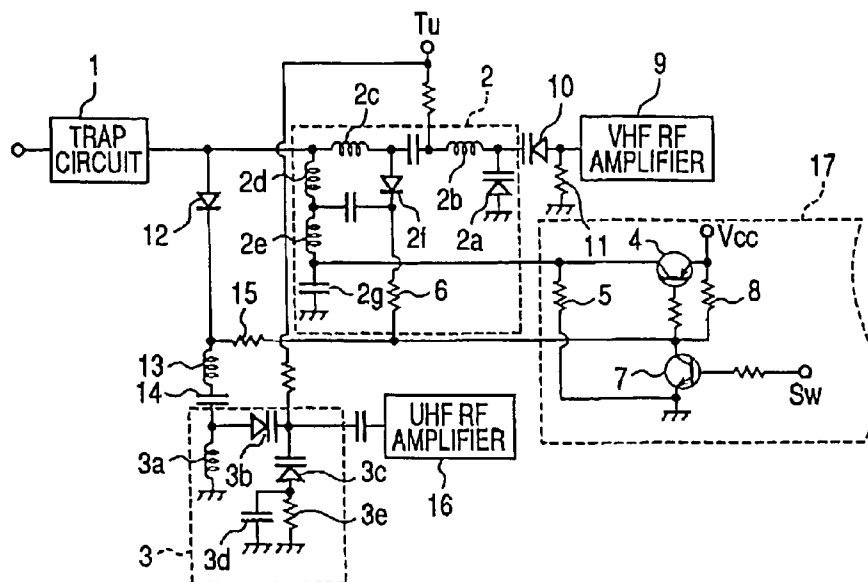 Tu
1
2c
2
10
9
TRAP
CIRCUIT
VHF RF
AMPLIFIER
17
2d
2b
12
2e
2f
2a
11
4
Vcc
2g
6
5
8
15
13
7
Sw
14
UHF RF
AMPLIFIER
3a
3b
3c
16
3
3d
3e